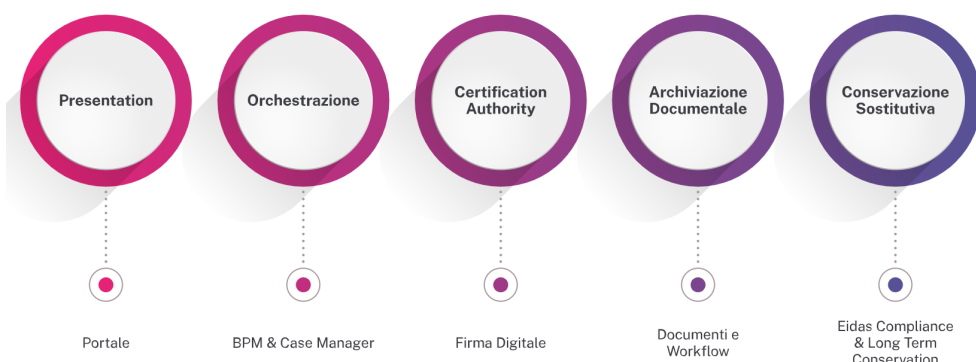 Presentation
Orchestrazione
Certification
Authority
Archiviazione
Documentale
Conservazione
Sostitutiva
Portale
BPM & Case Manager
Firma Digitale
Documenti e
Workflow
Eidas Compliance
& Long Term
Conservation